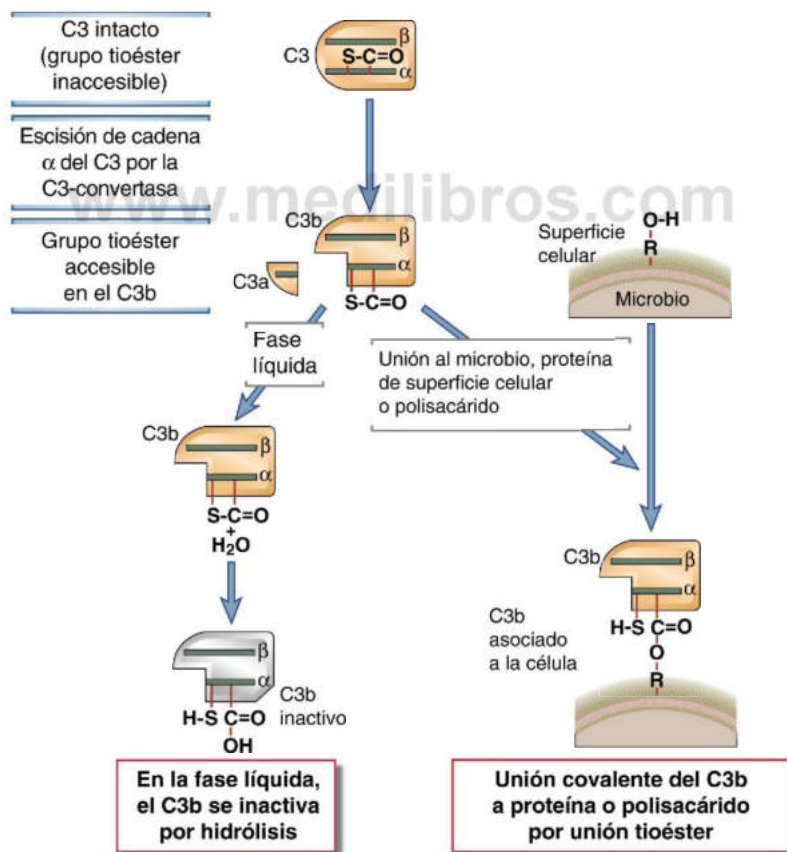 C3 intacto
(grupo tioéster
inaccesible)
C3
β
S-C=O
α
Escisión de cadena
α del C3 por la
C3-convertasa
www.medilibros.com
Grupo tioéster
accesible
en el C3b
C3b
β
α
C3a
S-C=O
O-H
R
Superficie
celular
Microbio
Fase
líquida
Unión al microbio, proteína
de superficie celular
o polisacárido
C3b
β
α
S-C=O
+
H₂O
C3b
β
α
H-S C=O
O
R
C3b
asociado
a la célula
β
α
H-S C=O
OH
C3b
inactivo
En la fase líquida,
el C3b se inactiva
por hidrólisis
Unión covalente del C3b
a proteína o polisacárido
por unión tioéster